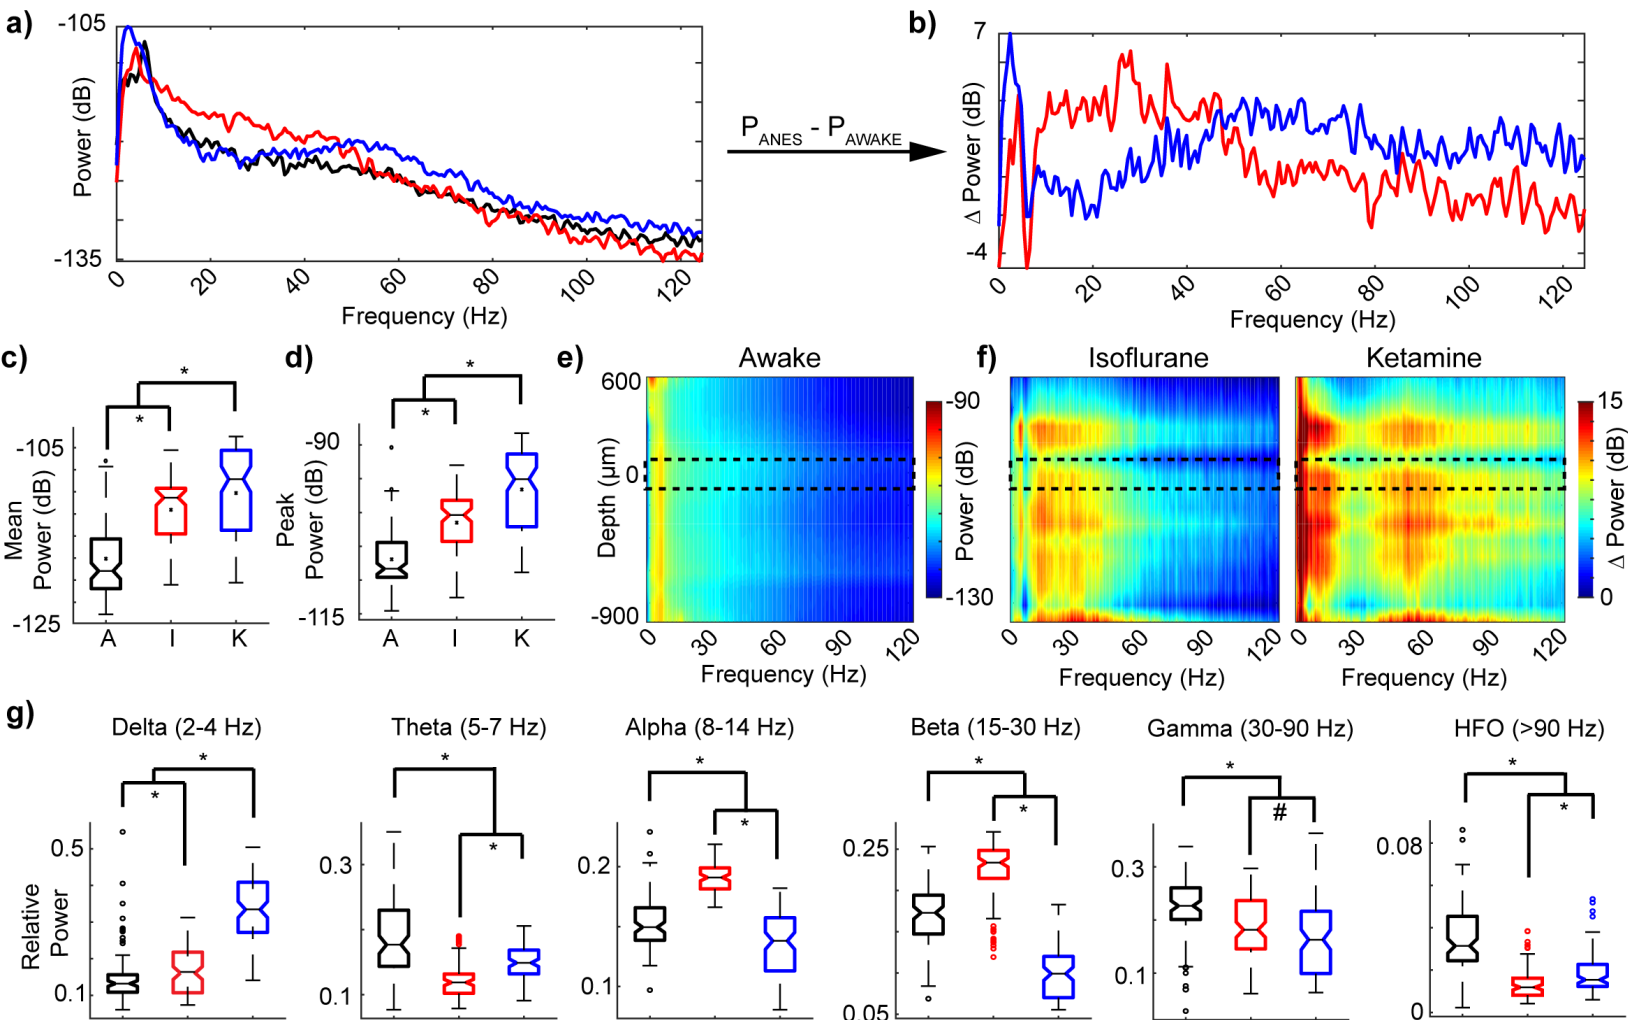 a)
-105
Power (dB)
-135
0 20 40 60 80 100 120
Frequency (Hz)
PANES - PAWAKE
b)
7
Δ Power (dB)
-4
0 20 40 60 80 100 120
Frequency (Hz)
c)
*
*
-105
Mean
Power (dB)
-125
A I K
d)
*
*
-90
Peak
Power (dB)
-115
A I K
e)
Awake
600
0
-900
Depth (µm)
0 30 60 90 120
Frequency (Hz)
-90
Power (dB)
-130
f)
Isoflurane
Ketamine
0 30 60 90 120
Frequency (Hz)
0 30 60 90 120
Frequency (Hz)
15
Δ Power (dB)
0
g)
Delta (2-4 Hz)
*
*
0.5
0.1
Relative
Power
Theta (5-7 Hz)
*
*
0.3
0.1
Alpha (8-14 Hz)
*
*
0.2
0.1
Beta (15-30 Hz)
*
*
0.25
0.05
Gamma (30-90 Hz)
*
#
0.3
0.1
HFO (>90 Hz)
*
*
0.08
0